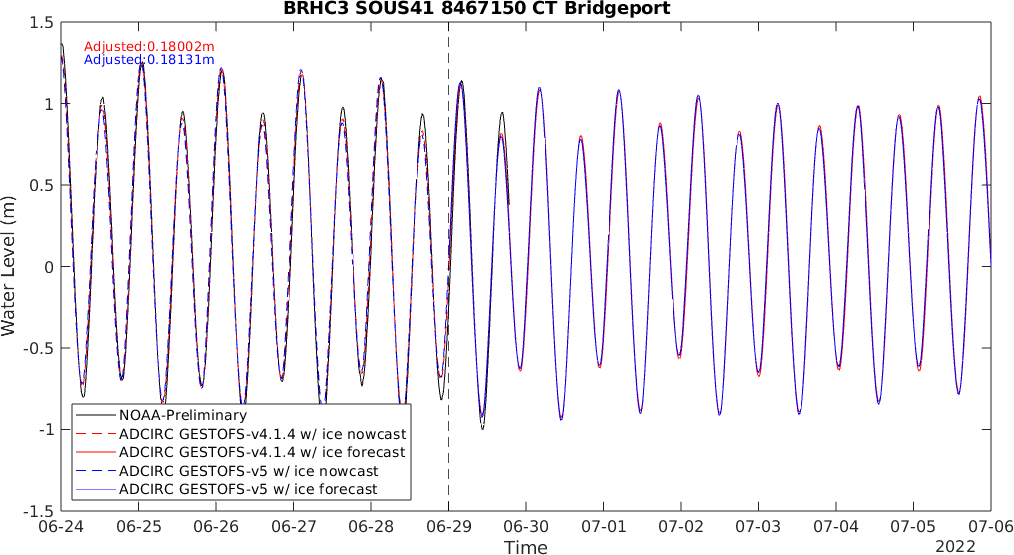 BRHC3 SOUS41 8467150 CT Bridgeport
Adjusted:0.18002m
Adjusted:0.18131m
1.5
1
0.5
0
-0.5
-1
-1.5
Water Level (m)
NOAA-Preliminary
ADCIRC GESTOFS-v4.1.4 w/ ice nowcast
ADCIRC GESTOFS-v4.1.4 w/ ice forecast
ADCIRC GESTOFS-v5 w/ ice nowcast
ADCIRC GESTOFS-v5 w/ ice forecast
06-24 06-25 06-26 06-27 06-28 06-29 06-30 07-01 07-02 07-03 07-04 07-05 07-06
Time
2022